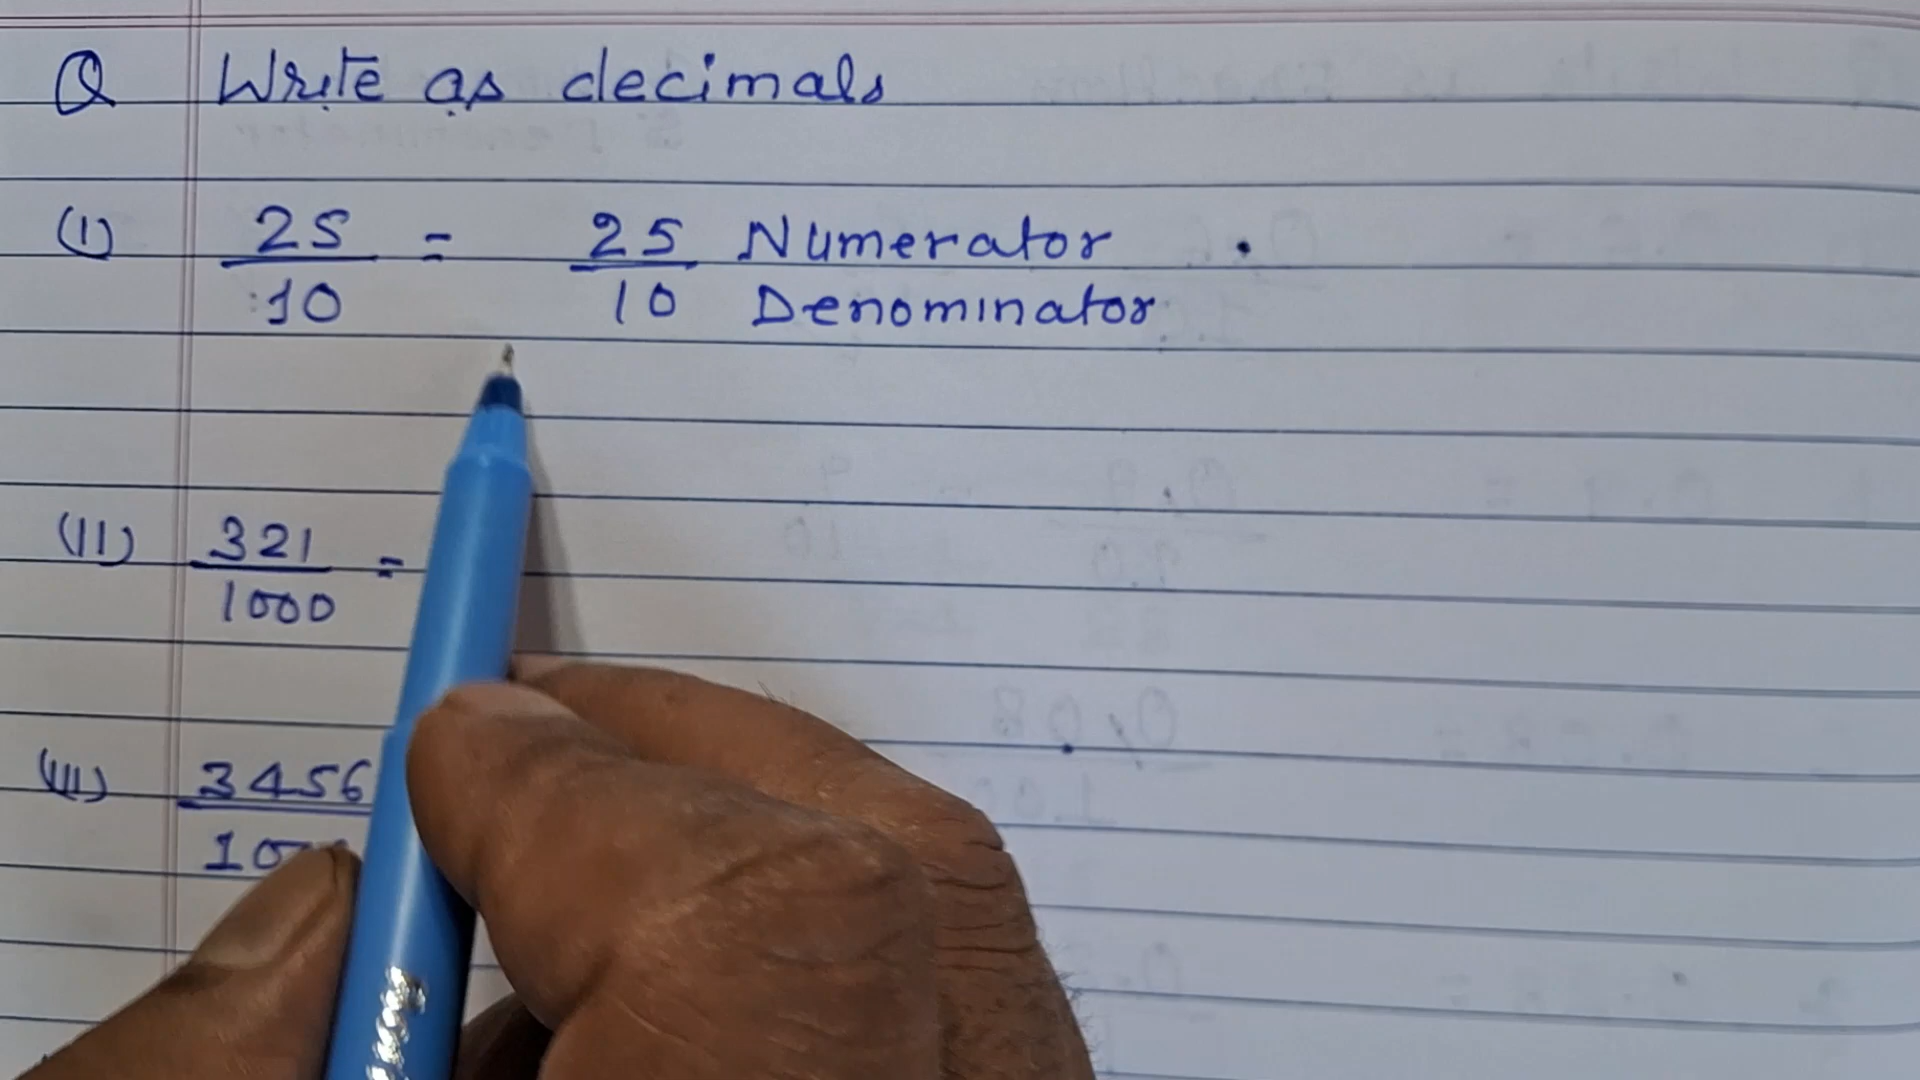 Q Write as decimals
(I) 25/10 = 25/10 Numerator Denominator
(II) 321/1000 =
(III) 3456